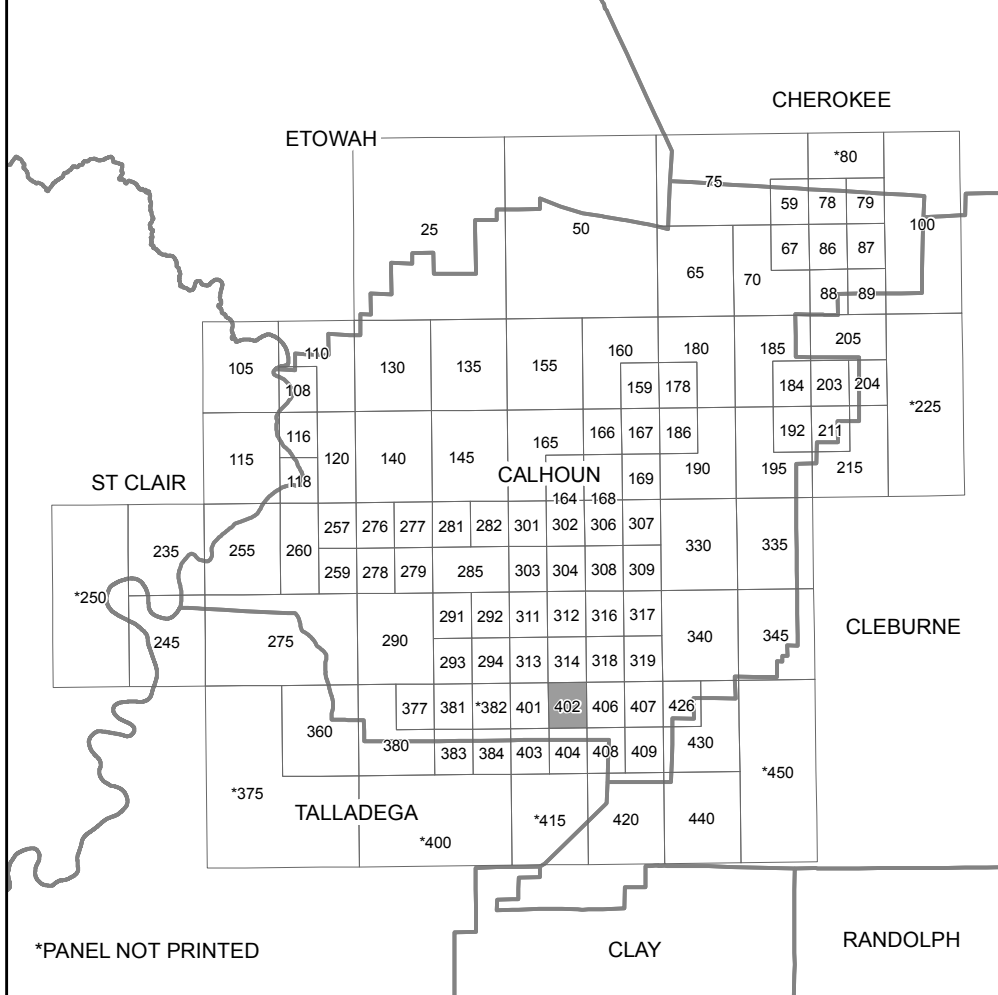 CHEROKEE
ETOWAH
*80
75
59 78 79
25 50 100
67 86 87
65 70
88 89
110 205
105 130 135 155 160 180 185
108 159 178 184 203 204
*225
116 166 167 186 192 211
115 120 140 145 165
190 195 215
ST CLAIR 118 CALHOUN 169
164 168
257 276 277 281 282 301 302 306 307
235 255 260 330 335
259 278 279 285 303 304 308 309
*250
291 292 311 312 316 317
245 275 290 340 345 CLEBURNE
293 294 313 314 318 319
377 381 *382 401 402 406 407 426
360
380 383 384 403 404 408 409 430
*450
*375
TALLADEGA *415 420 440
*400
*PANEL NOT PRINTED CLAY RANDOLPH